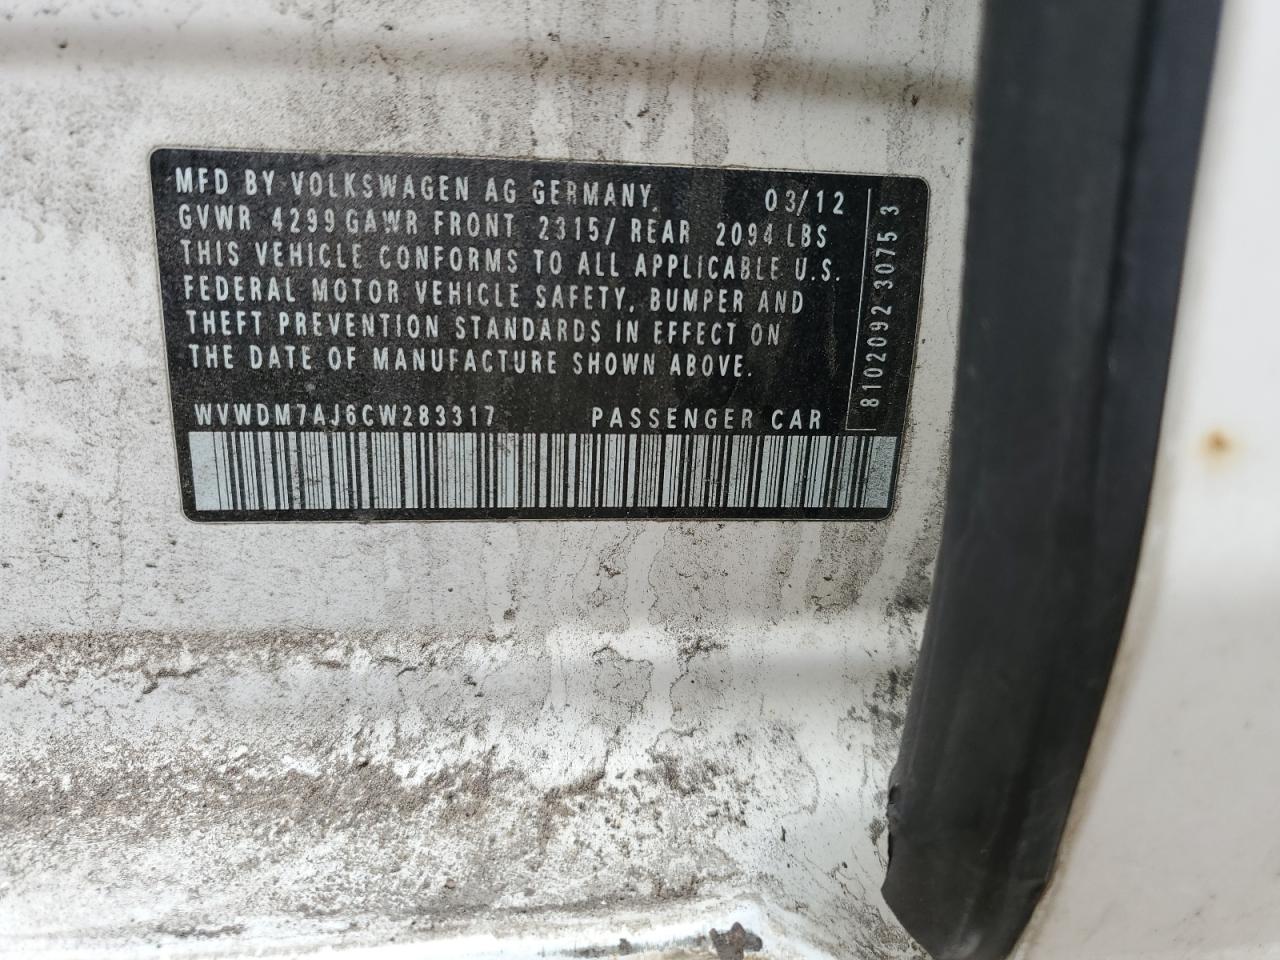 MFD BY VOLKSWAGEN AG GERMANY. 03/12
GVWR 4299 GAWR FRONT 2315/ REAR 2094 LBS
THIS VEHICLE CONFORMS TO ALL APPLICABLE U.S.
FEDERAL MOTOR VEHICLE SAFETY, BUMPER AND
THEFT PREVENTION STANDARDS IN EFFECT ON
THE DATE OF MANUFACTURE SHOWN ABOVE.
WVWDM7AJ6CW283317 PASSENGER CAR
8102092 30753